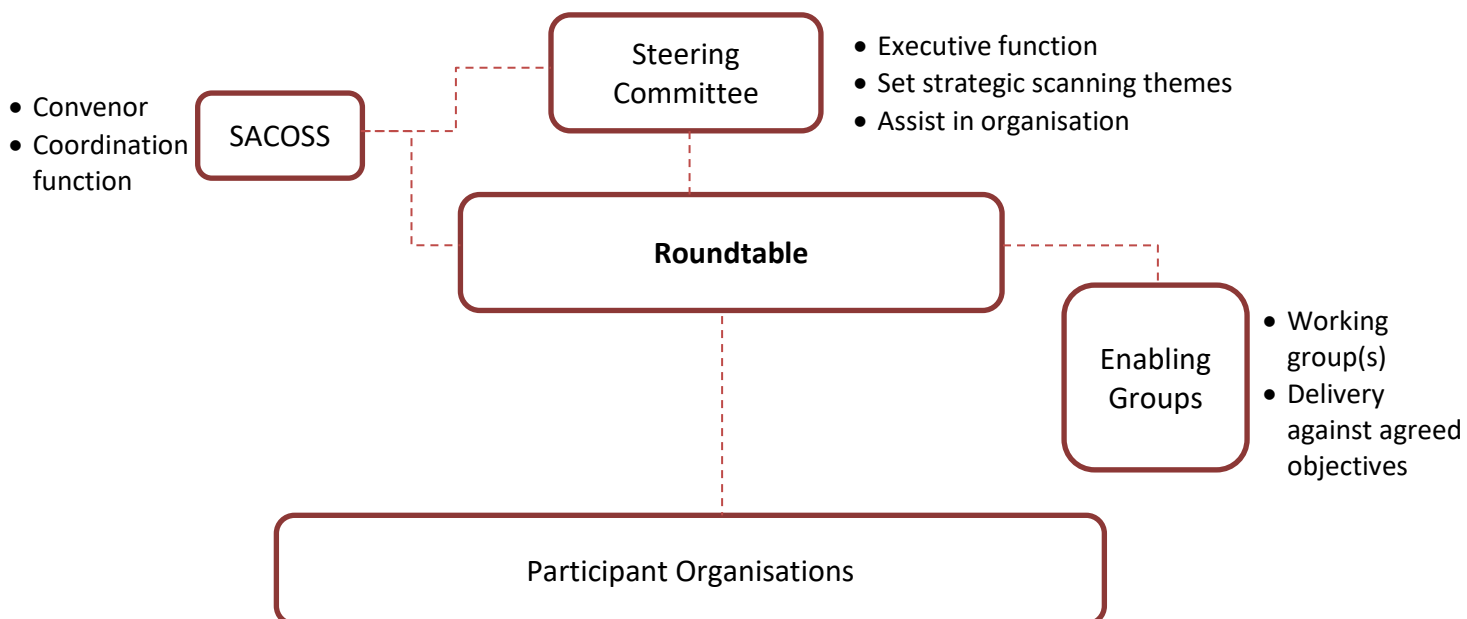 Steering
Committee
• Executive function
• Set strategic scanning themes
• Assist in organisation
• Convenor
• Coordination
function
SACOSS
Roundtable
Enabling
Groups
• Working
group(s)
• Delivery
against agreed
objectives
Participant Organisations